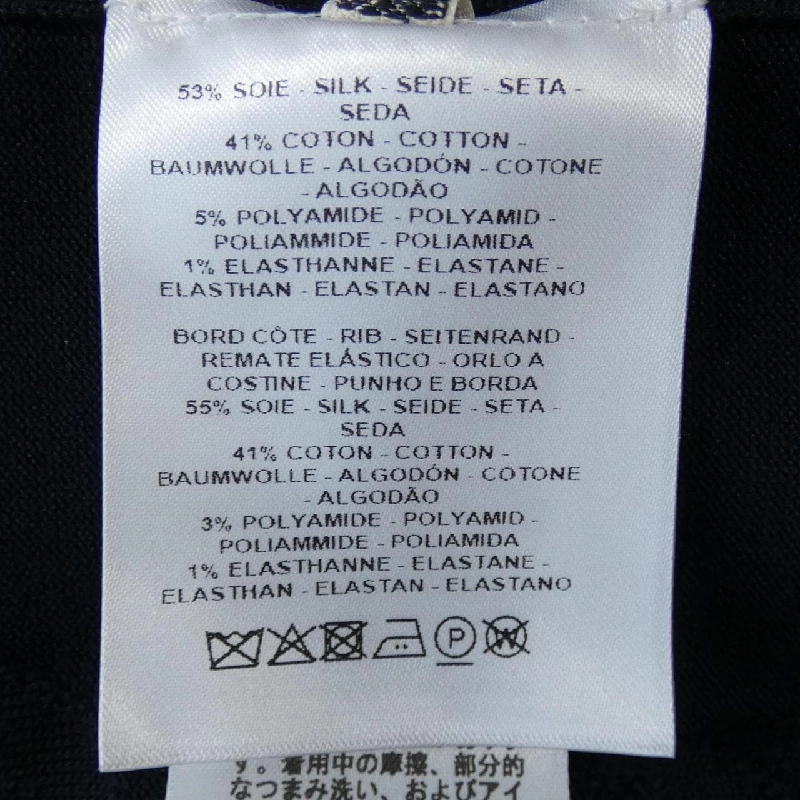 53% SOIE - SILK - SEIDE - SETA -
SEDA
41% COTON - COTTON -
BAUMWOLLE - ALGODÓN - COTONE
- ALGODÃO
5% POLYAMIDE - POLYAMID -
POLIAMMIDE - POLIAMIDA
1% ELASTHANNE - ELASTANE -
ELASTHAN - ELASTAN - ELASTANO
BORD CÔTE - RIB - SEITENRAND -
REMATE ELÁSTICO - ORLO A
COSTINE - PUNHO E BORDA
55% SOIE - SILK - SEIDE - SETA -
SEDA
41% COTON - COTTON -
BAUMWOLLE - ALGODÓN - COTONE
- ALGODÃO
3% POLYAMIDE - POLYAMID -
POLIAMMIDE - POLIAMIDA
1% ELASTHANNE - ELASTANE -
ELASTHAN - ELASTAN - ELASTANO
P W
す。着用中の摩擦、部分的
なつまみ洗い、およびアイ